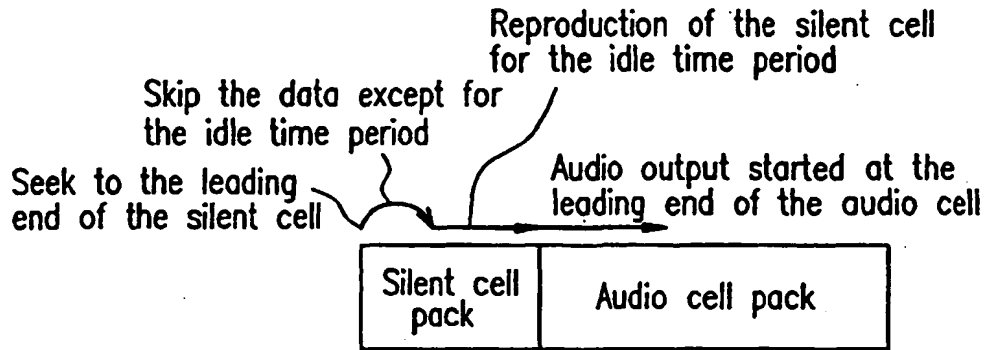 Reproduction of the silent cell
for the idle time period
Skip the data except for
the idle time period
Seek to the leading
end of the silent cell
Audio output started at the
leading end of the audio cell
Silent cell
pack
Audio cell pack